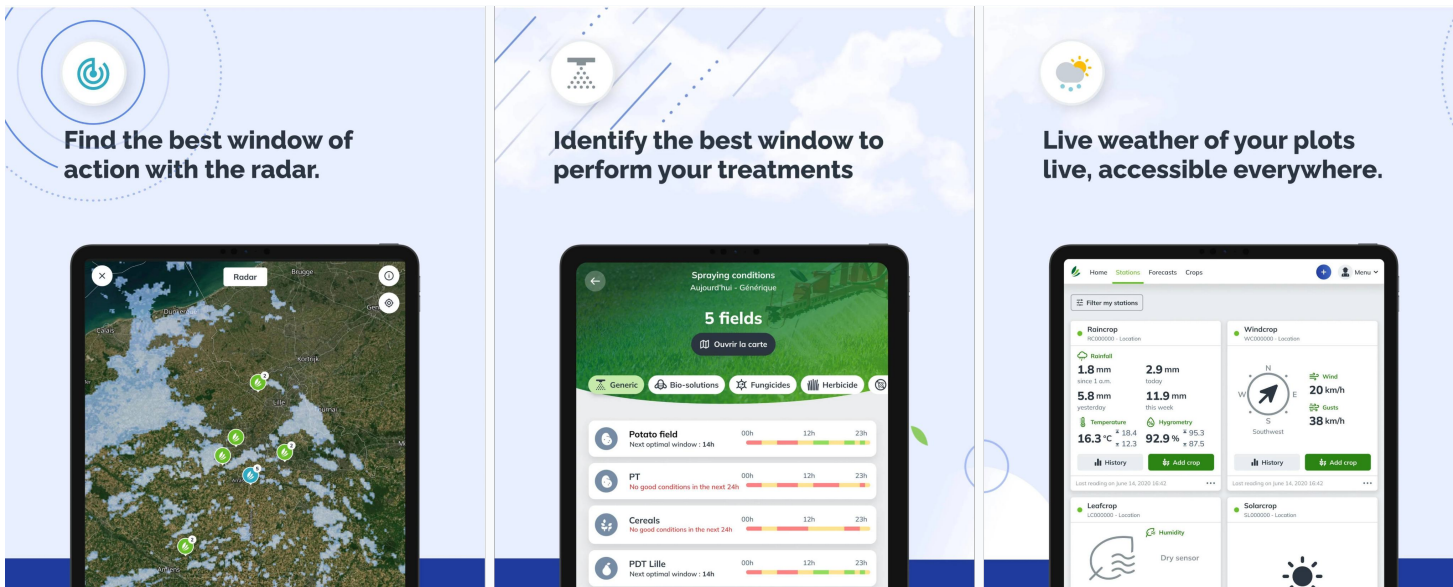 Find the best window of
action with the radar.
Radar
Brugge
Calais
Kortrijk
2
Lille
2
5
2
Amiens
Identify the best window to
perform your treatments
Spraying conditions
Aujourd'hui - Générique
5 fields
Ouvrir la carte
Generic
Bio-solutions
Fungicides
Herbicide
Potato field
Next optimal window : 14h
00h 12h 23h
PT
No good conditions in the next 24h
00h 12h 23h
Cereals
No good conditions in the next 24h
00h 12h 23h
PDT Lille
Next optimal window : 14h
00h 12h 23h
Live weather of your plots
live, accessible everywhere.
Home Stations Forecasts Crops
Menu
Filter my stations
Raincrop
RC000000 - Location
Rainfall
1.8 mm 2.9 mm
since 1 a.m. today
5.8 mm 11.9 mm
yesterday this week
Temperature Hygrometry
16.3 °C 18.4 12.3 92.9 % 95.3 87.5
History Add crop
Last reading on June 14, 2020 16:42
Windcrop
WC000000 - Location
N
W E
S
Southwest
Wind
20 km/h
Gusts
38 km/h
History Add crop
Last reading on June 14, 2020 16:42
Leafcrop
LC000000 - Location
Humidity
Dry sensor
Solarcrop
SL000000 - Location